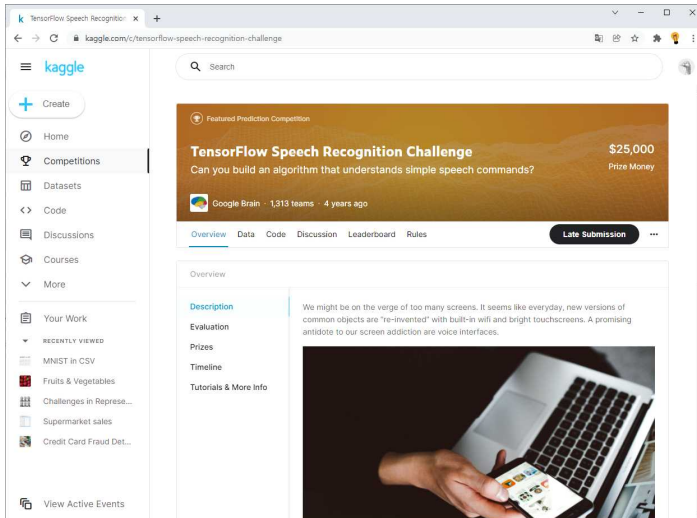 TensorFlow Speech Recognition
kaggle.com/c/tensorflow-speech-recognition-challenge
kaggle
Search
Create
Home
Competitions
Datasets
Code
Discussions
Courses
More
Your Work
RECENTLY VIEWED
MNIST in CSV
Fruits & Vegetables
Challenges in Represe...
Supermarket sales
Credit Card Fraud Det...
View Active Events
Featured Prediction Competition
TensorFlow Speech Recognition Challenge
Can you build an algorithm that understands simple speech commands?
$25,000
Prize Money
Google Brain · 1,313 teams · 4 years ago
Overview Data Code Discussion Leaderboard Rules
Late Submission
Overview
Description
Evaluation
Prizes
Timeline
Tutorials & More Info
We might be on the verge of too many screens. It seems like everyday, new versions of
common objects are "re-invented" with built-in wifi and bright touchscreens. A promising
antidote to our screen addiction are voice interfaces.